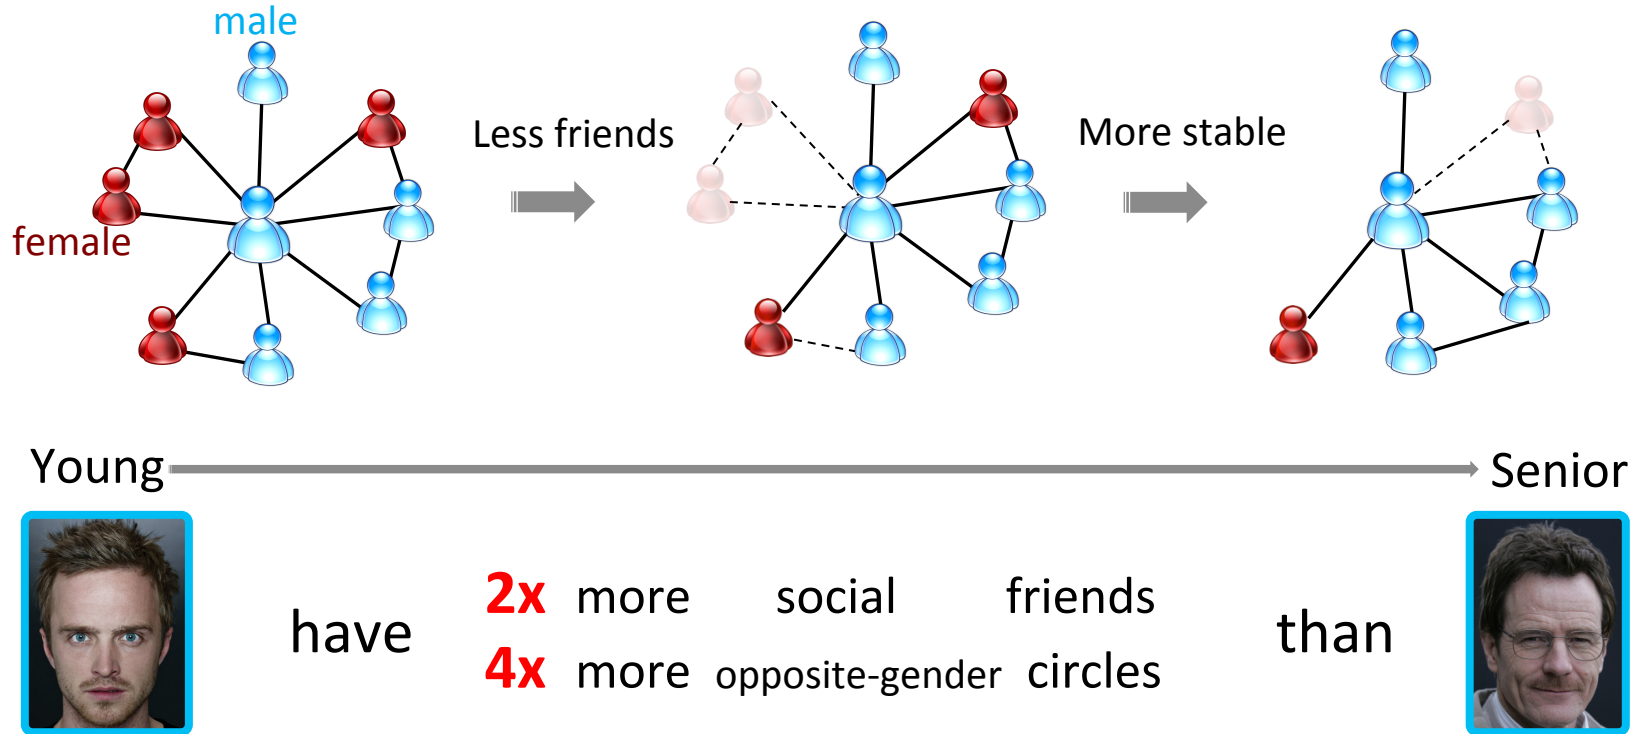 male
female
Less friends
More stable
Young
Senior
have
2x more social friends
4x more opposite-gender circles
than